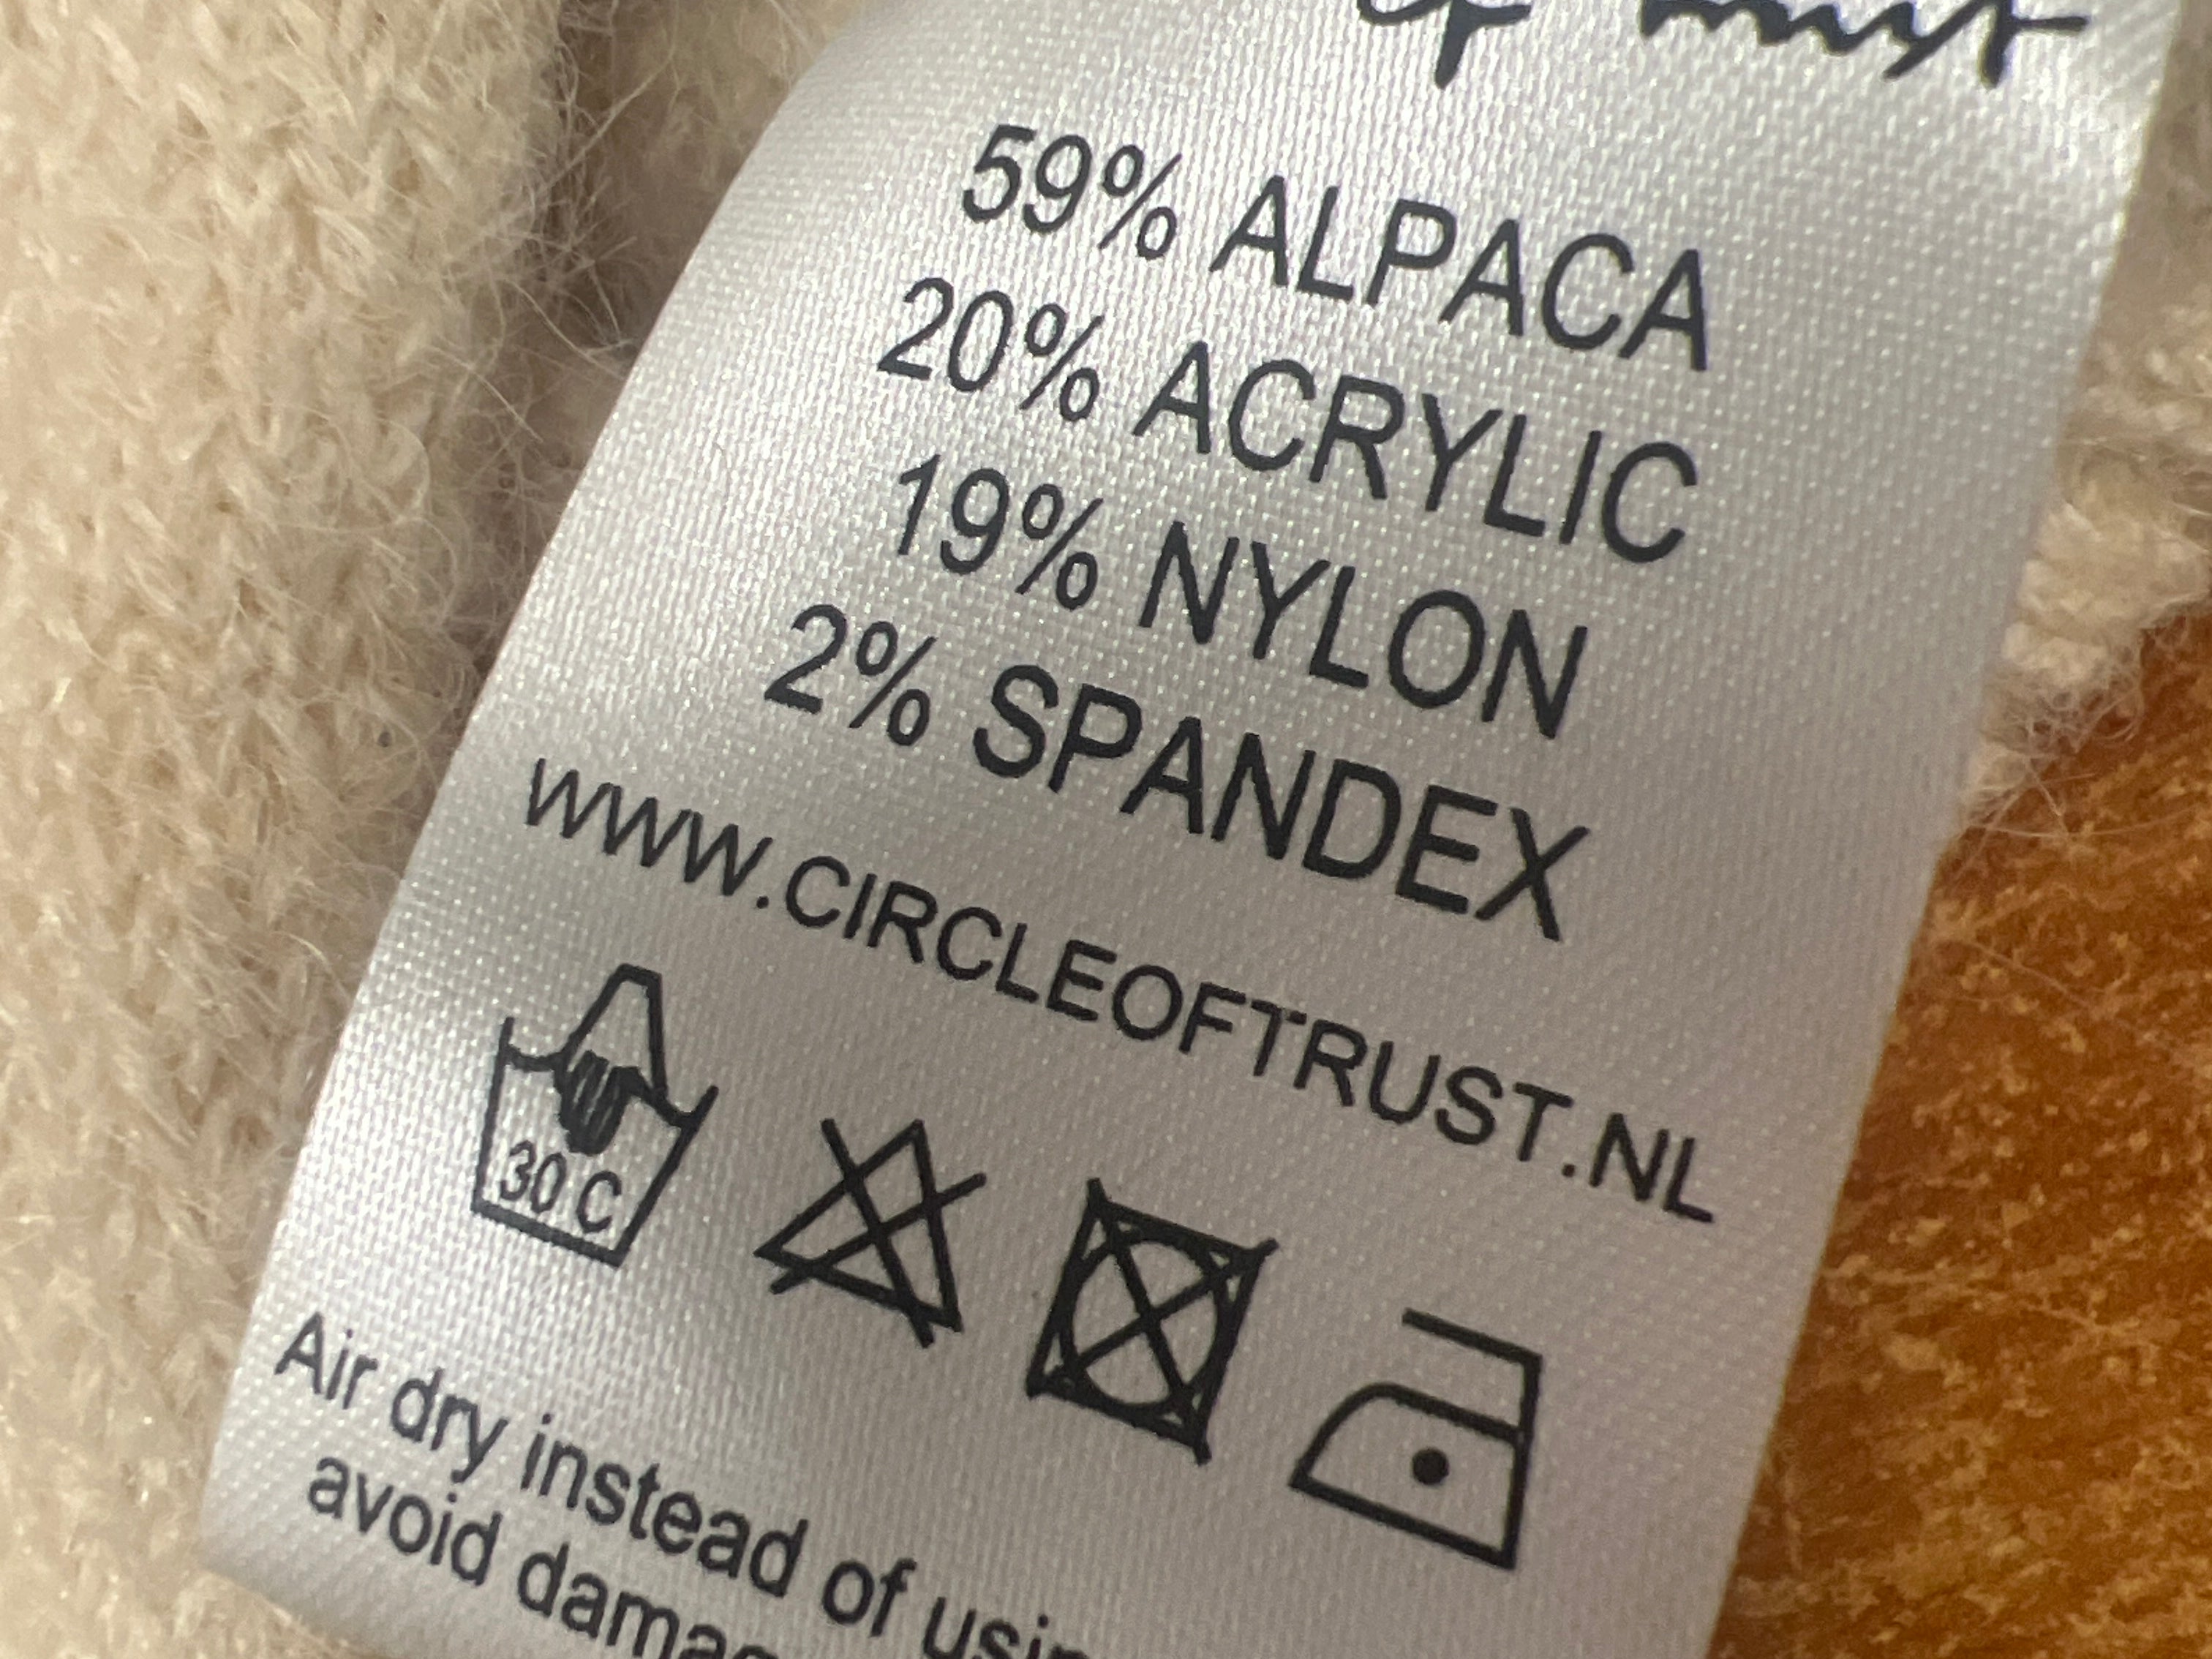 59% ALPACA
20% ACRYLIC
19% NYLON
2% SPANDEX
WWW.CIRCLEOFTRUST.NL
30 C
Air dry instead of
avoid